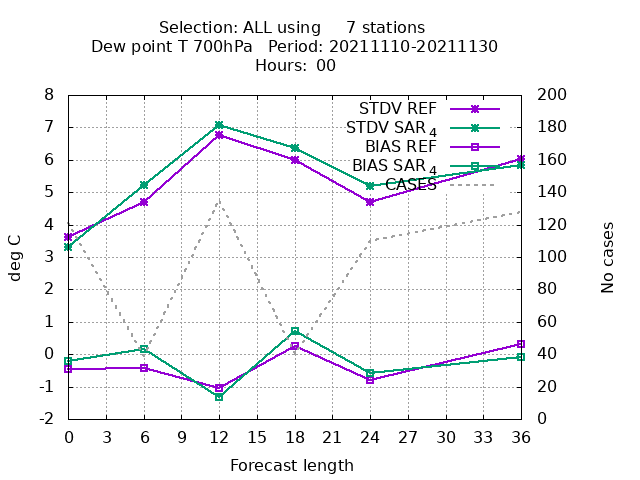 Selection: ALL using 7 stations
Dew point T 700hPa Period: 20211110-20211130
Hours: 00
8 200
STDV REF
7 180
STDV SAR 4
BIAS REF
6 160
BIAS SAR 4
CASES
5 140
4 120
3 100
2 80
1 60
0 40
-1 20
-2 0
deg C
No cases
0 3 6 9 12 15 18 21 24 27 30 33 36
Forecast length